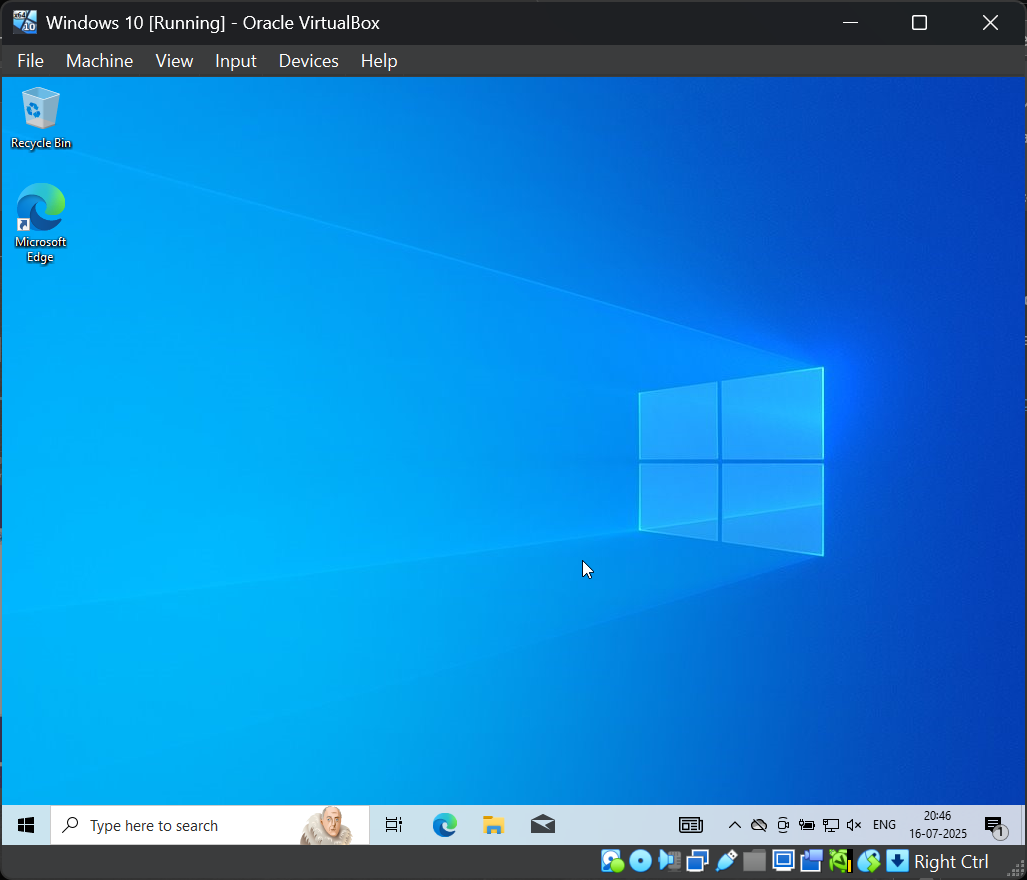 Windows 10 [Running] - Oracle VirtualBox
File Machine View Input Devices Help
Recycle Bin
Microsoft
Edge
Type here to search
ENG
20:46
16-07-2025
1
Right Ctrl